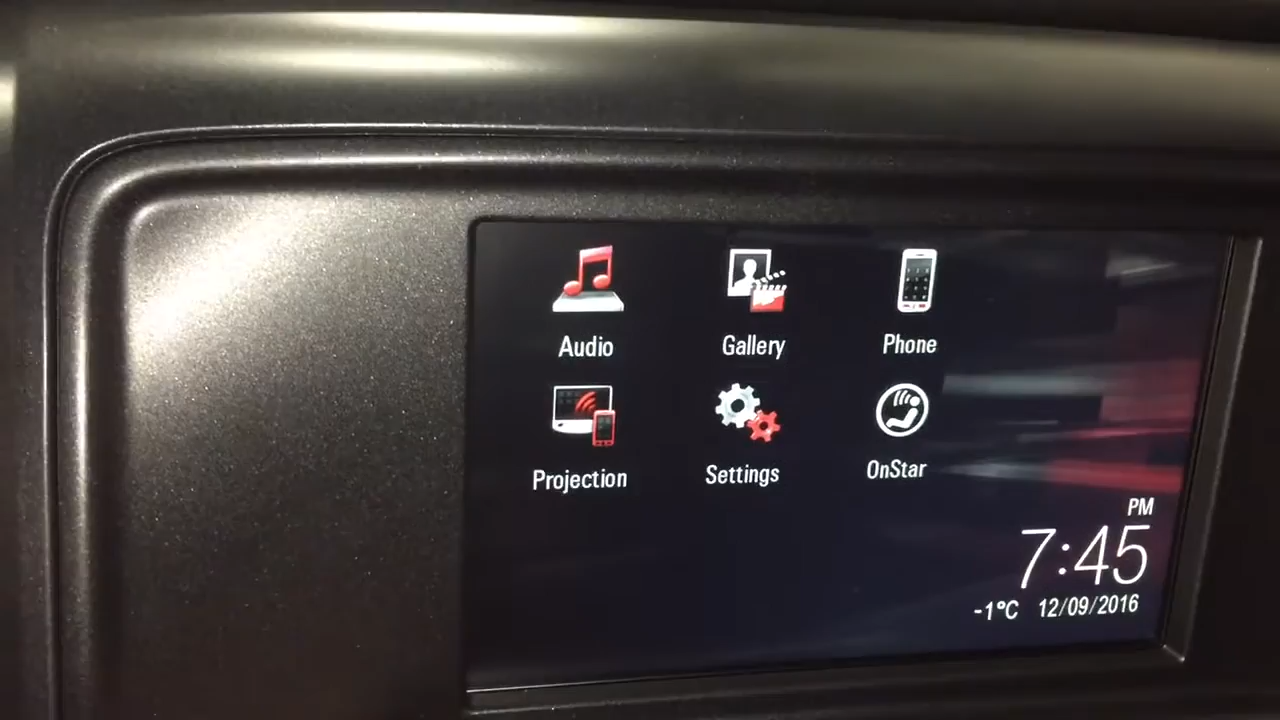 Audio Gallery Phone
Projection Settings OnStar
PM
7:45
-1°C 12/09/2016